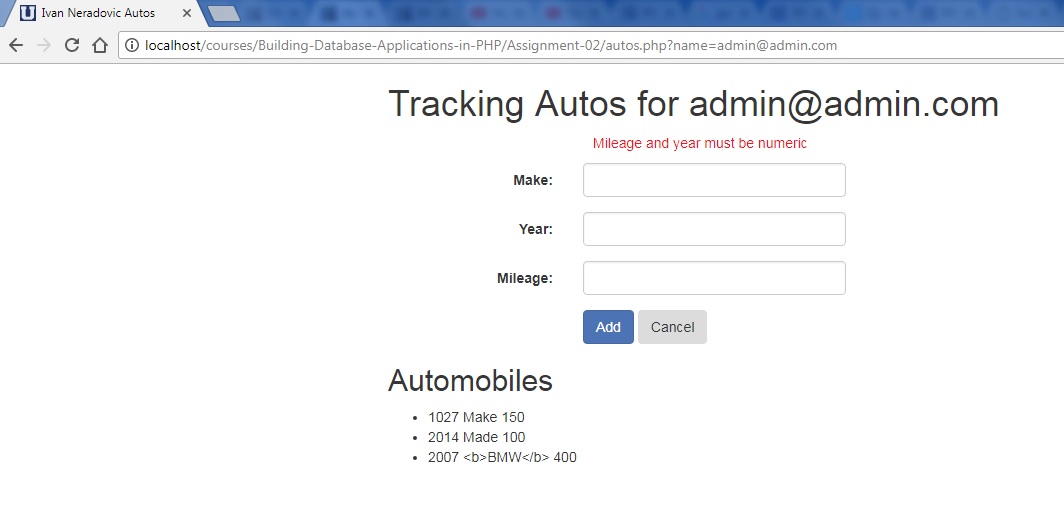 Ivan Neradovic Autos
localhost/courses/Building-Database-Applications-in-PHP/Assignment-02/autos.php?name=admin@admin.com
Tracking Autos for admin@admin.com
Mileage and year must be numeric
Make:
Year:
Mileage:
Add Cancel
Automobiles
• 1027 Make 150
• 2014 Made 100
• 2007 <b>BMW</b> 400